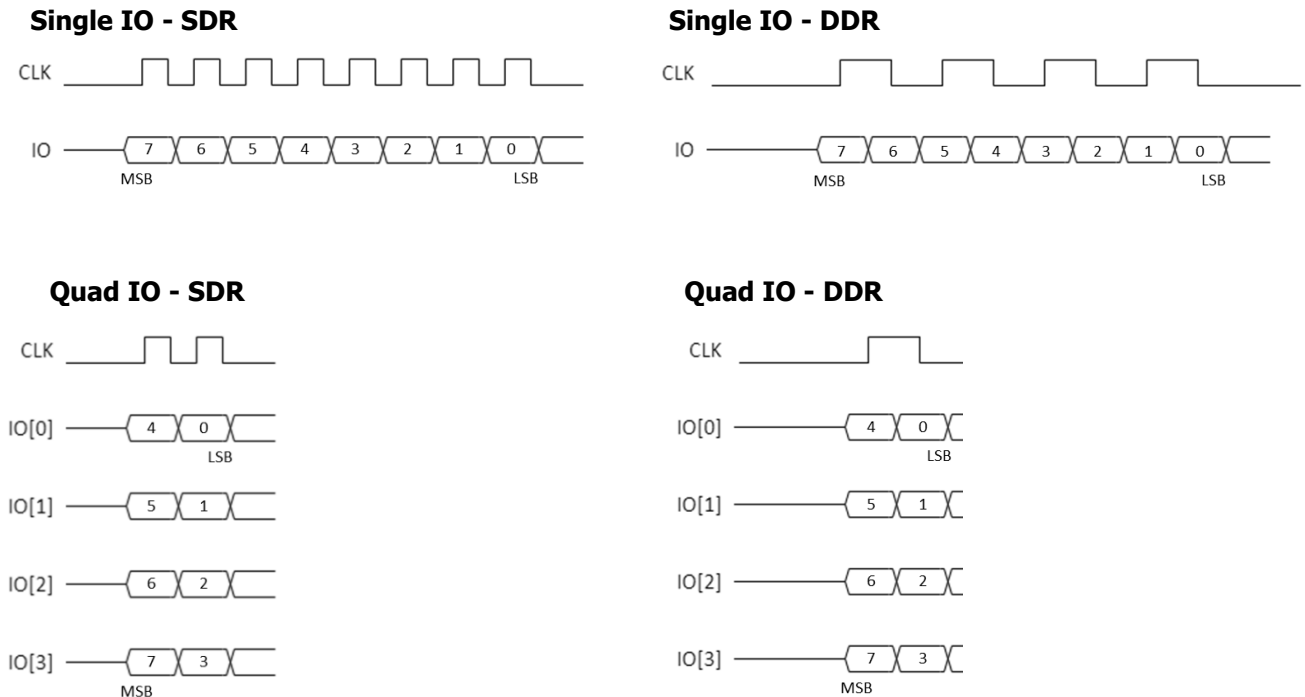 Single IO - SDR
CLK
IO 7 6 5 4 3 2 1 0
MSB LSB
Single IO - DDR
CLK
IO 7 6 5 4 3 2 1 0
MSB LSB
Quad IO - SDR
CLK
IO[0] 4 0
LSB
IO[1] 5 1
IO[2] 6 2
IO[3] 7 3
MSB
Quad IO - DDR
CLK
IO[0] 4 0
LSB
IO[1] 5 1
IO[2] 6 2
IO[3] 7 3
MSB